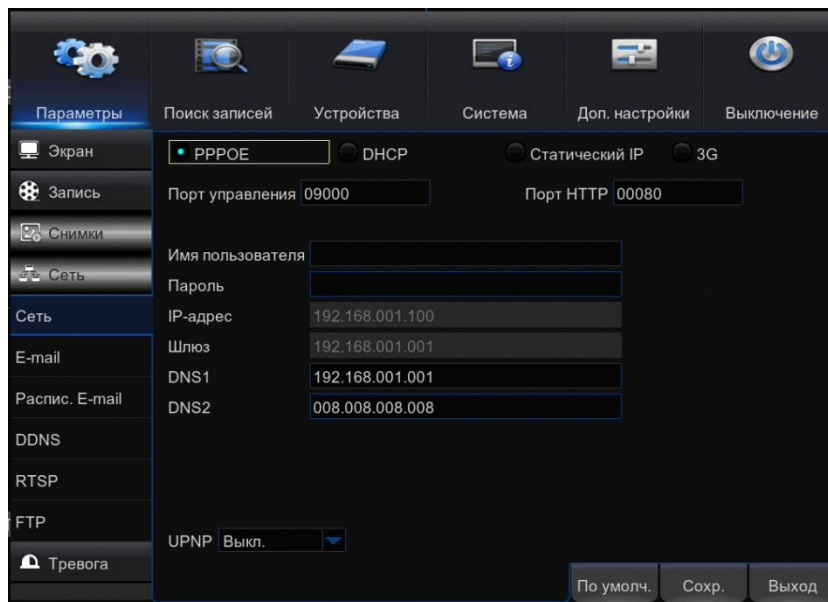 Параметры
Поиск записей
Устройства
Система
Доп. настройки
Выключение
Экран
Запись
Снимки
Сеть
Сеть
E-mail
Распис. E-mail
DDNS
RTSP
FTP
Тревога
PPPOE
DHCP
Статический IP
3G
Порт управления 09000
Порт HTTP 00080
Имя пользователя
Пароль
IP-адрес 192.168.001.100
Шлюз 192.168.001.001
DNS1 192.168.001.001
DNS2 008.008.008.008
UPNP Выкл.
По умолч.
Сохр.
Выход